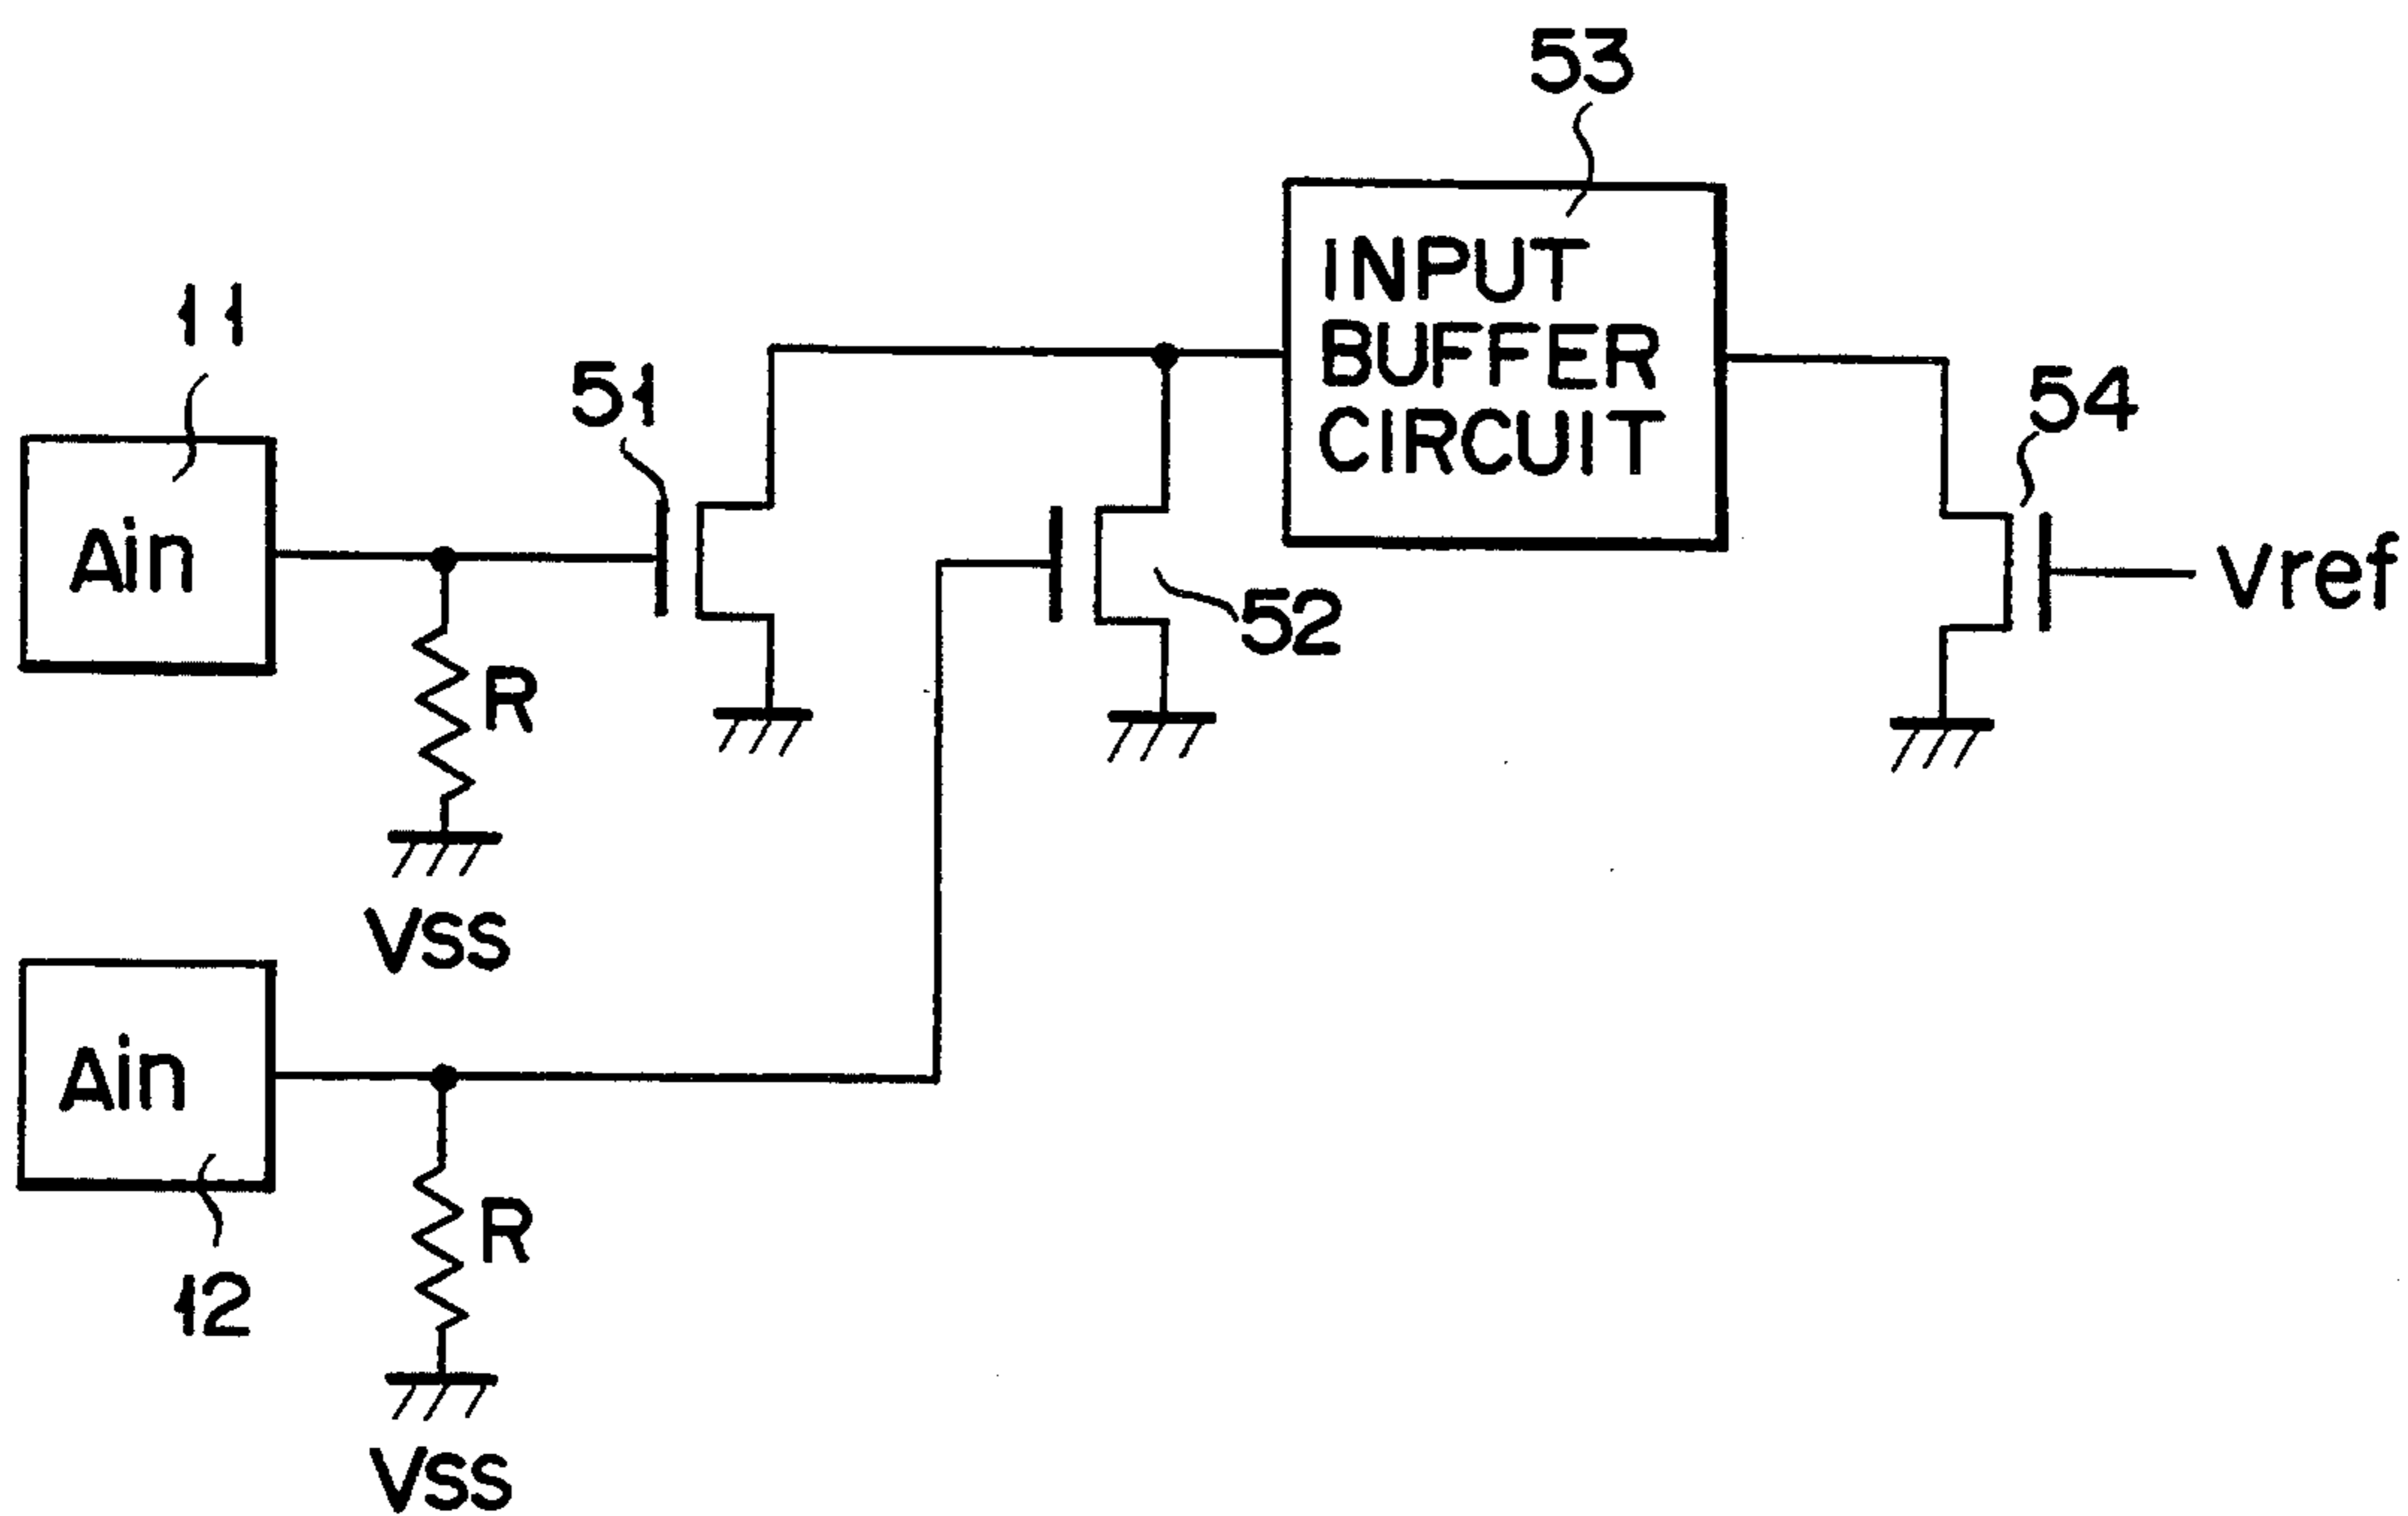 53
INPUT
BUFFER
CIRCUIT
11
51
54
Ain
Vref
52
R
VSS
Ain
R
12
VSS